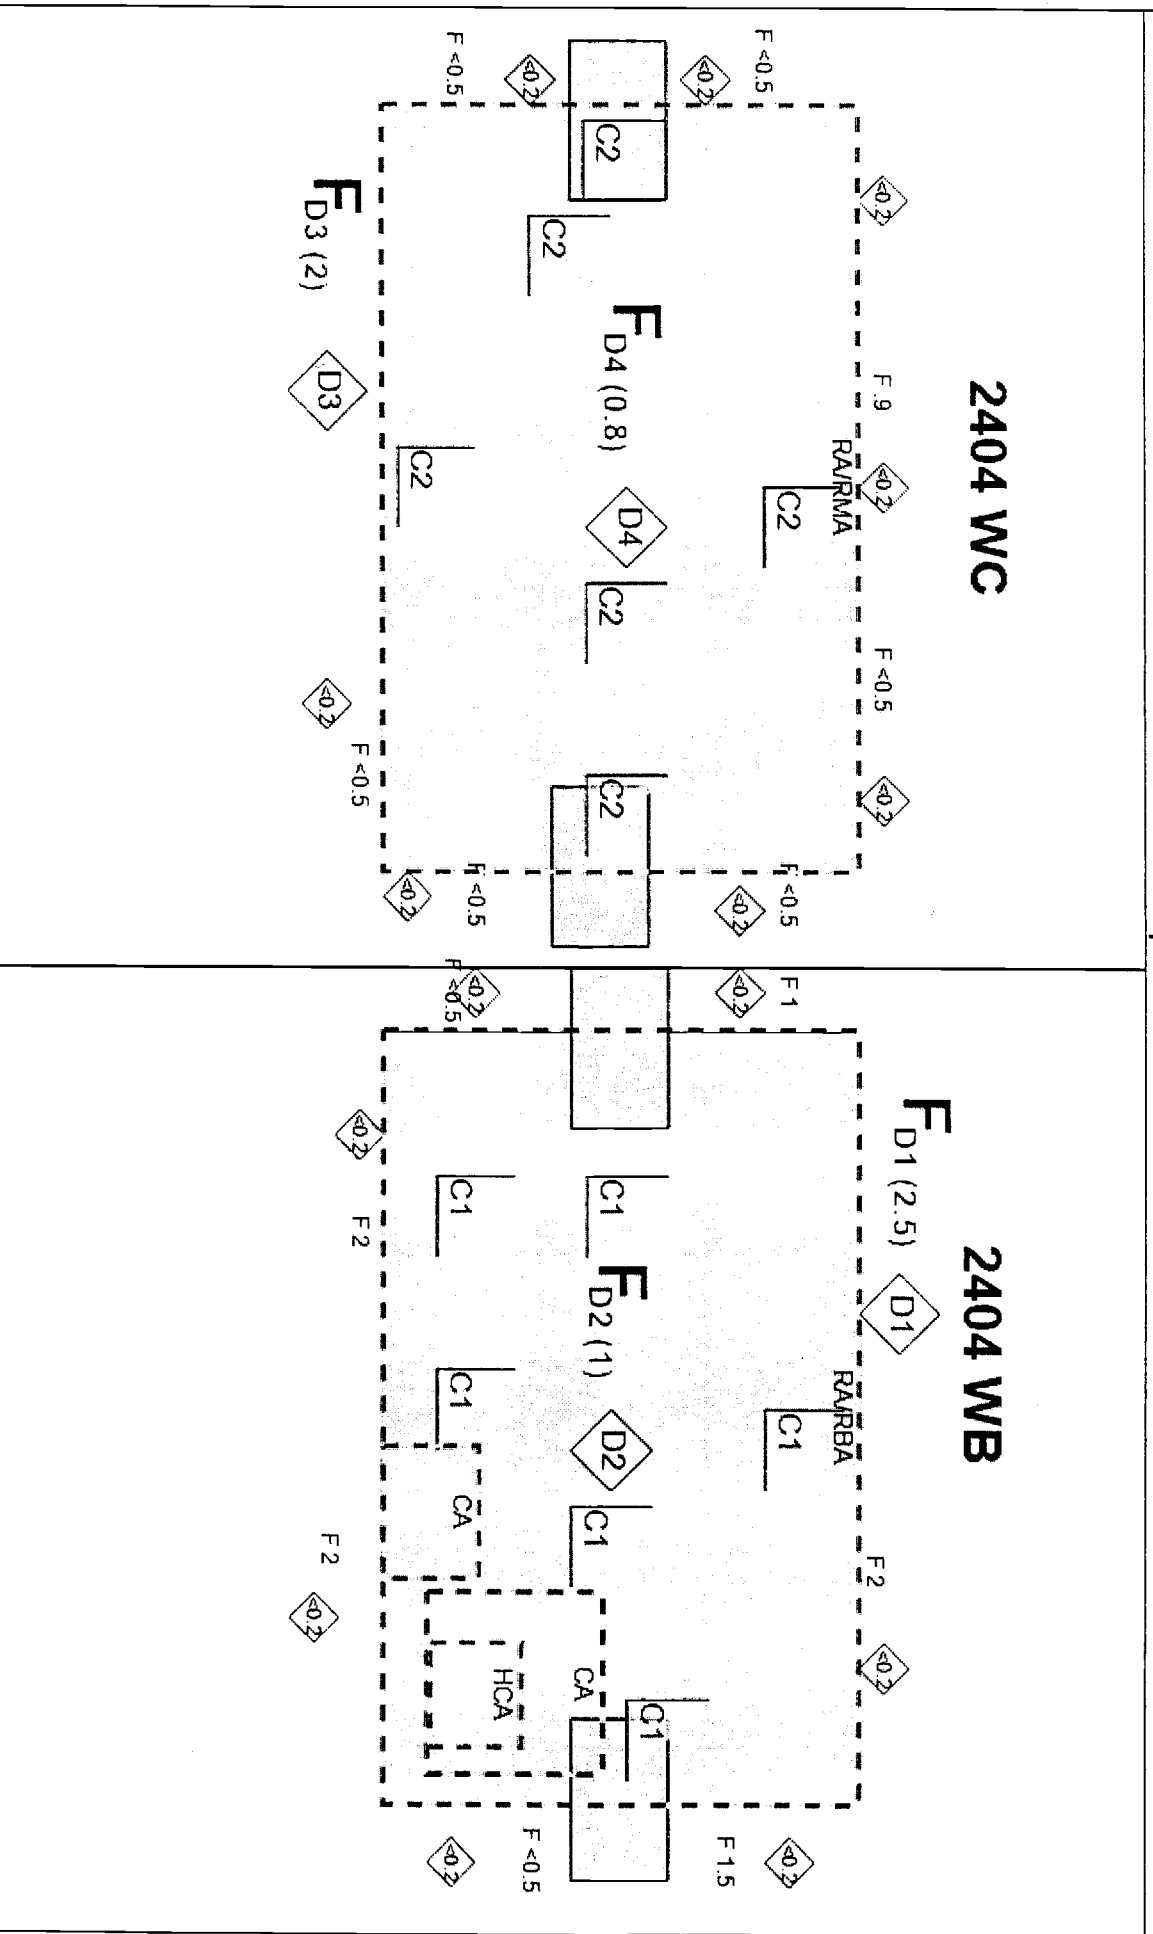 2404 WC
F <0.5
<0.2
<0.2
F <0.5
<0.2
F .9
<0.2
RA/RMA
F <0.5
<0.2
C2
C2
C2
C2
C2
C2
F D4 (0.8)
D4
F D3 (2)
D3
<0.2
F <0.5
<0.2
F <0.5
<0.2
F <0.5
2404 WB
F D1 (2.5)
D1
F <0.5
<0.2
<0.2
F 1
<0.2
F 2
RA/RBA
F 2
<0.2
C1
C1
C1
C1
C1
C1
F D2 (1)
D2
CA
CA
HCA
F 2
<0.2
<0.2
F <0.5
F 1.5
<0.2